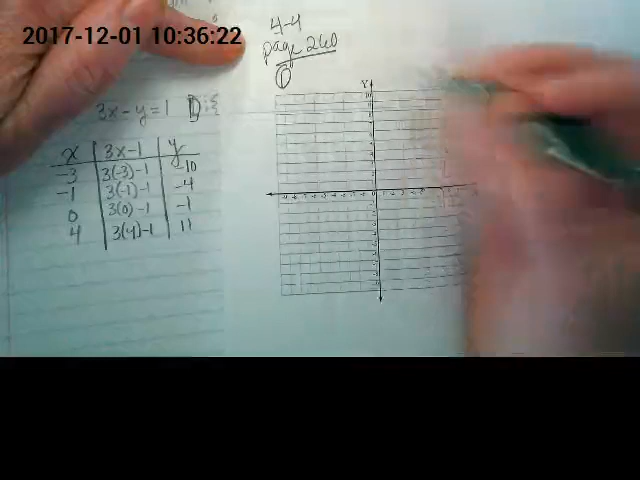 2017-12-01 10:36:22
4-4
page 260
1
3x - y = 1 D:{
x | 3x-1 | y
-3 | 3(-3)-1 | -10
-1 | 3(-1)-1 | -4
0 | 3(0)-1 | -1
4 | 3(4)-1 | 11
Y